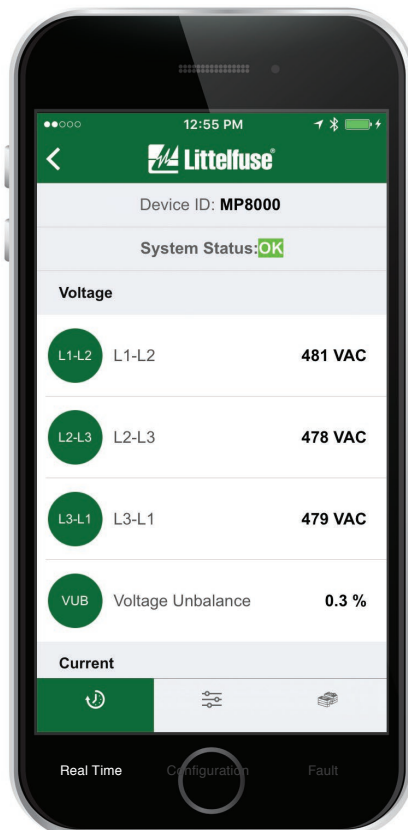 12:55 PM
Littelfuse®
Device ID: MP8000
System Status:OK
Voltage
L1-L2 L1-L2 481 VAC
L2-L3 L2-L3 478 VAC
L3-L1 L3-L1 479 VAC
VUB Voltage Unbalance 0.3 %
Current
Real Time Configuration Fault